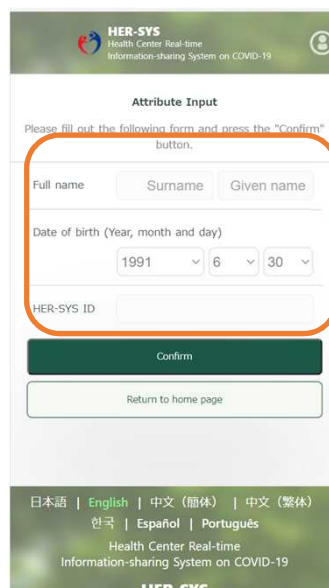 HER-SYS
Health Center Real-time
Information-sharing System on COVID-19
Attribute Input
Please fill out the following form and press the "Confirm"
button.
Full name Surname Given name
Date of birth (Year, month and day)
1991 6 30
HER-SYS ID
Confirm
Return to home page
日本語 | English | 中文（簡体） | 中文（繁体）
한국 | Español | Português
Health Center Real-time
Information-sharing System on COVID-19
HER-SYS